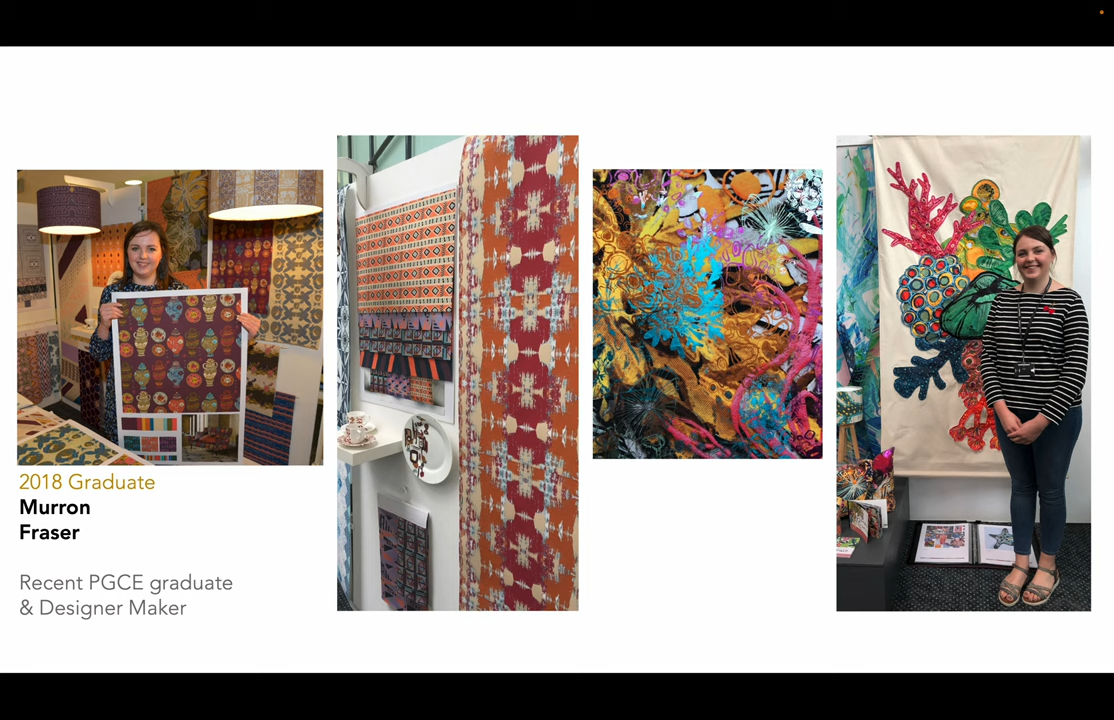 2018 Graduate
Murron
Fraser
Recent PGCE graduate
& Designer Maker